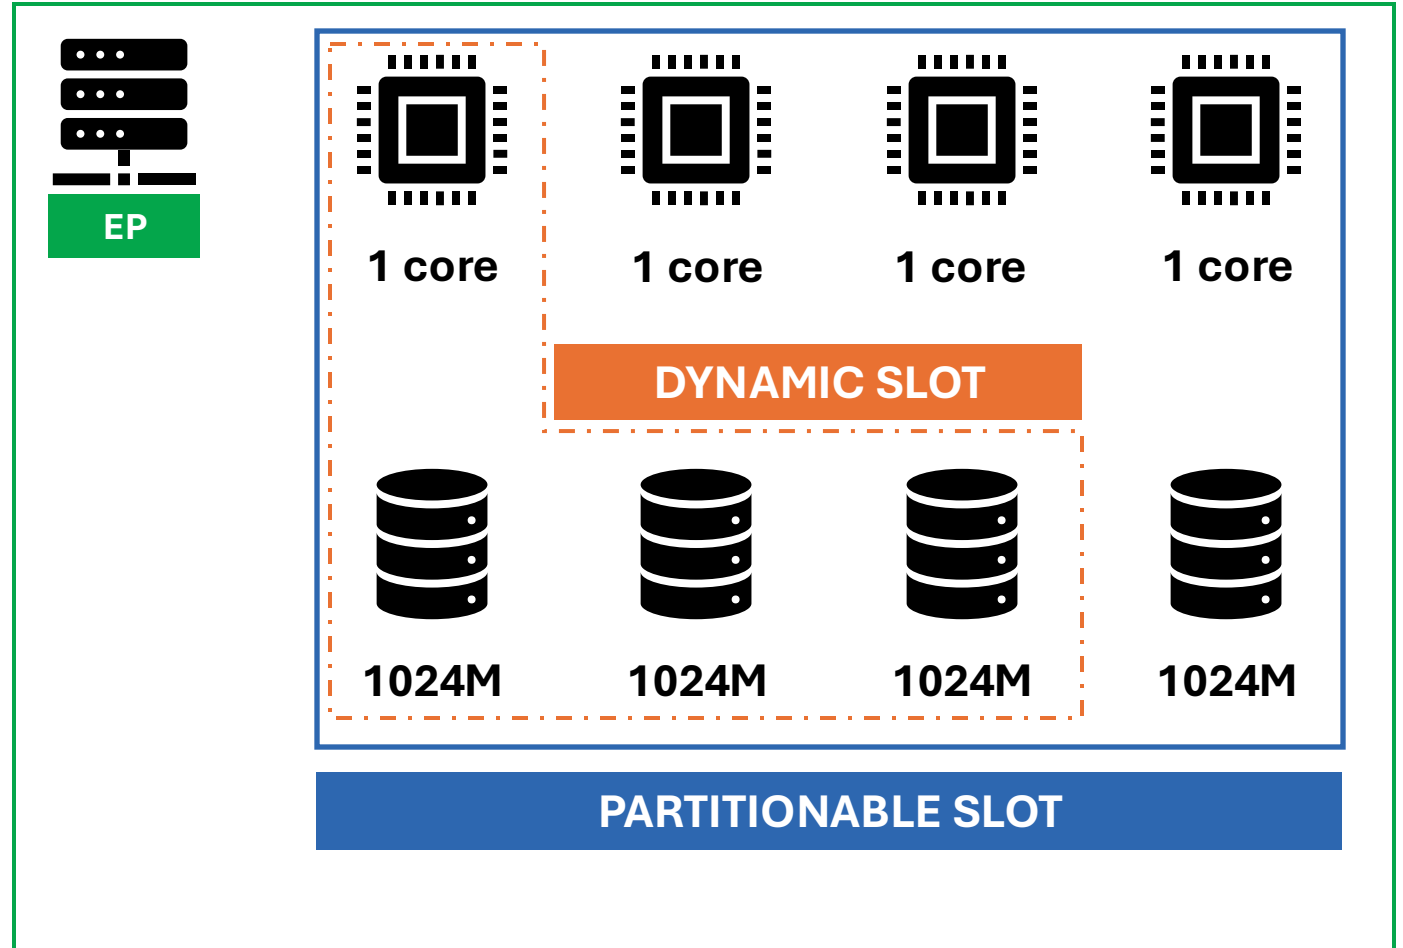 EP
1 core
1 core
1 core
1 core
DYNAMIC SLOT
1024M
1024M
1024M
1024M
PARTITIONABLE SLOT